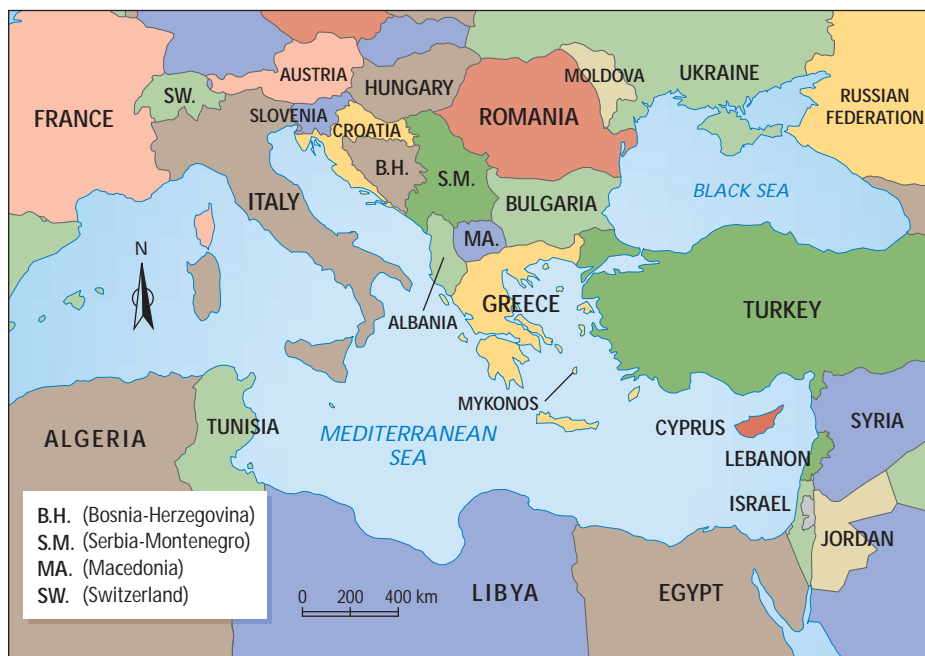 AUSTRIA
MOLDOVA
UKRAINE
SW.
HUNGARY
FRANCE
SLOVENIA
ROMANIA
RUSSIAN
FEDERATION
CROATIA
B.H.
S.M.
BLACK SEA
ITALY
BULGARIA
MA.
N
GREECE
TURKEY
ALBANIA
MYKONOS
SYRIA
CYPRUS
TUNISIA
ALGERIA
MEDITERRANEAN
SEA
LEBANON
ISRAEL
JORDAN
B.H. (Bosnia-Herzegovina)
S.M. (Serbia-Montenegro)
MA. (Macedonia)
SW. (Switzerland)
LIBYA
EGYPT
0 200 400 km